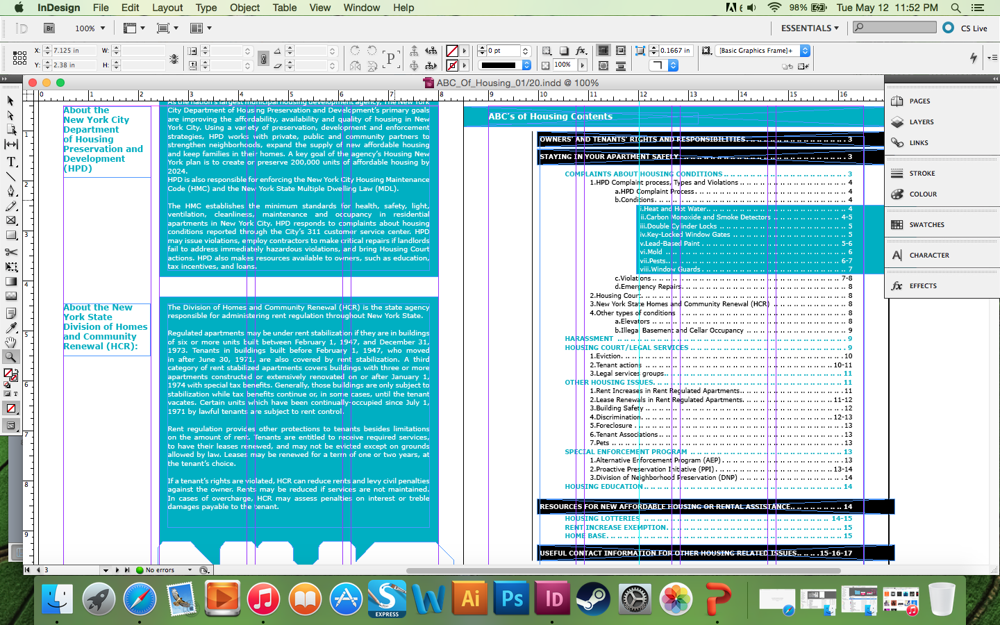 InDesign File Edit Layout Type Object Table View Window Help
98% Tue May 12 11:52 PM
Br 100% ESSENTIALS CS Live
X: 7.125 in W: 0 pt 0.1667 in [Basic Graphics Frame]+
Y: 2.38 in H: 100%
ABC_Of_Housing_01/20.indd @ 100%
0 1 2 3 4 5 6 7 8 9 10 11 12 13 14 15 16
1
2
3
4
5
6
7
8
9
About the
New York City
Department
of Housing
Preservation and
Development
(HPD)
As the nation's largest municipal housing development agency, The New York
City Department of Housing Preservation and Development's primary goals
are improving the affordability, availability and quality of housing in New
York City. Using a variety of preservation, development and enforcement
strategies, HPD works with private, public and community partners to
strengthen neighborhoods, expand the supply of new affordable housing
and keep families in their homes. A key goal of the agency's Housing New
York plan is to create or preserve 200,000 units of affordable housing by
2024.
HPD is also responsible for enforcing the New York City Housing Maintenance
Code (HMC) and the New York State Multiple Dwelling Law (MDL).
The HMC establishes the minimum standards for health, safety, light,
ventilation, cleanliness, maintenance and occupancy in residential
apartments in New York City. HPD responds to complaints about housing
conditions reported through the City's 311 customer service center. HPD
may issue violations, employ contractors to make critical repairs if landlords
fail to address immediately hazardous violations, and bring Housing Court
actions. HPD also makes resources available to owners, such as education,
tax incentives, and loans.
About the New
York State
Division of Homes
and Community
Renewal (HCR):
The Division of Homes and Community Renewal (HCR) is the state agency
responsible for administering rent regulation throughout New York State.
Regulated apartments may be under rent stabilization if they are in buildings
of six or more units built between February 1, 1947, and December 31,
1973. Tenants in buildings built before February 1, 1947, who moved
in after June 30, 1971, are also covered by rent stabilization. A third
category of rent stabilized apartments covers buildings with three or more
apartments constructed or extensively renovated on or after January 1,
1974 with special tax benefits. Generally, those buildings are only subject to
stabilization while tax benefits continue or, in some cases, until the tenant
vacates. Certain units which have been continually-occupied since July 1,
1971 by lawful tenants are subject to rent control.
Rent regulation provides other protections to tenants besides limitations
on the amount of rent. Tenants are entitled to receive required services,
to have their leases renewed, and may not be evicted except on grounds
allowed by law. Leases may be renewed for a term of one or two years, at
the tenant's choice.
If a tenant's rights are violated, HCR can reduce rents and levy civil penalties
against the owner. Rents may be reduced if services are not maintained.
In cases of overcharge, HCR may assess penalties on interest or treble
damages payable to the tenant.
ABC's of Housing Contents
OWNERS' AND TENANTS' RIGHTS AND RESPONSIBILITIES 3
STAYING IN YOUR APARTMENT SAFELY 3
COMPLAINTS ABOUT HOUSING CONDITIONS 3
1.HPD Complaint process, Types and Violations 4
a.HPD Complaint Process 4
b.Conditions 4
i.Heat and Hot Water 4
ii.Carbon Monoxide and Smoke Detectors 4-5
iii.Double Cylinder Locks 5
iv.Key-Locked Window Gates 5
v.Lead-Based Paint 5-6
vi.Mold 6
vii.Pests 6-7
viii.Window Guards 7
c.Violations 7-8
d.Emergency Repairs 8
2.Housing Court 8
3.New York State Homes and Community Renewal (HCR) 8
4.Other types of conditions 8
a.Elevators 8
b.Illegal Basement and Cellar Occupancy 9
HARASSMENT 9
HOUSING COURT/LEGAL SERVICES 9
1.Eviction 10
2.Tenant actions 10-11
3.Legal services groups 11
OTHER HOUSING ISSUES 11
1.Rent Increases in Rent Regulated Apartments 11
2.Lease Renewals in Rent Regulated Apartments 11-12
3.Building Safety 12
4.Discrimination 12-13
5.Foreclosure 13
6.Tenant Associations 13
7.Pets 13
SPECIAL ENFORCEMENT PROGRAM 13
1.Alternative Enforcement Program (AEP) 13
2.Proactive Preservation Initiative (PPI) 13-14
3.Division of Neighborhood Preservation (DNP) 14
HOUSING EDUCATION 14
RESOURCES FOR NEW AFFORDABLE HOUSING OR RENTAL ASSISTANCE 14
HOUSING LOTTERIES 14-15
RENT INCREASE EXEMPTION 15
HOME BASE 15
USEFUL CONTACT INFORMATION FOR OTHER HOUSING RELATED ISSUES 15-16-17
PAGES
LAYERS
LINKS
STROKE
COLOUR
SWATCHES
CHARACTER
EFFECTS
3 No errors
S EXPRESS W Ai Ps Id P